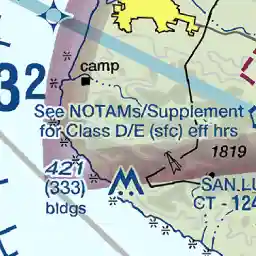 32
camp
See NOTAMs/Supplement
for Class D/E (sfc) eff hrs
1819
421
(333)
bldgs
SAN LU
CT - 124